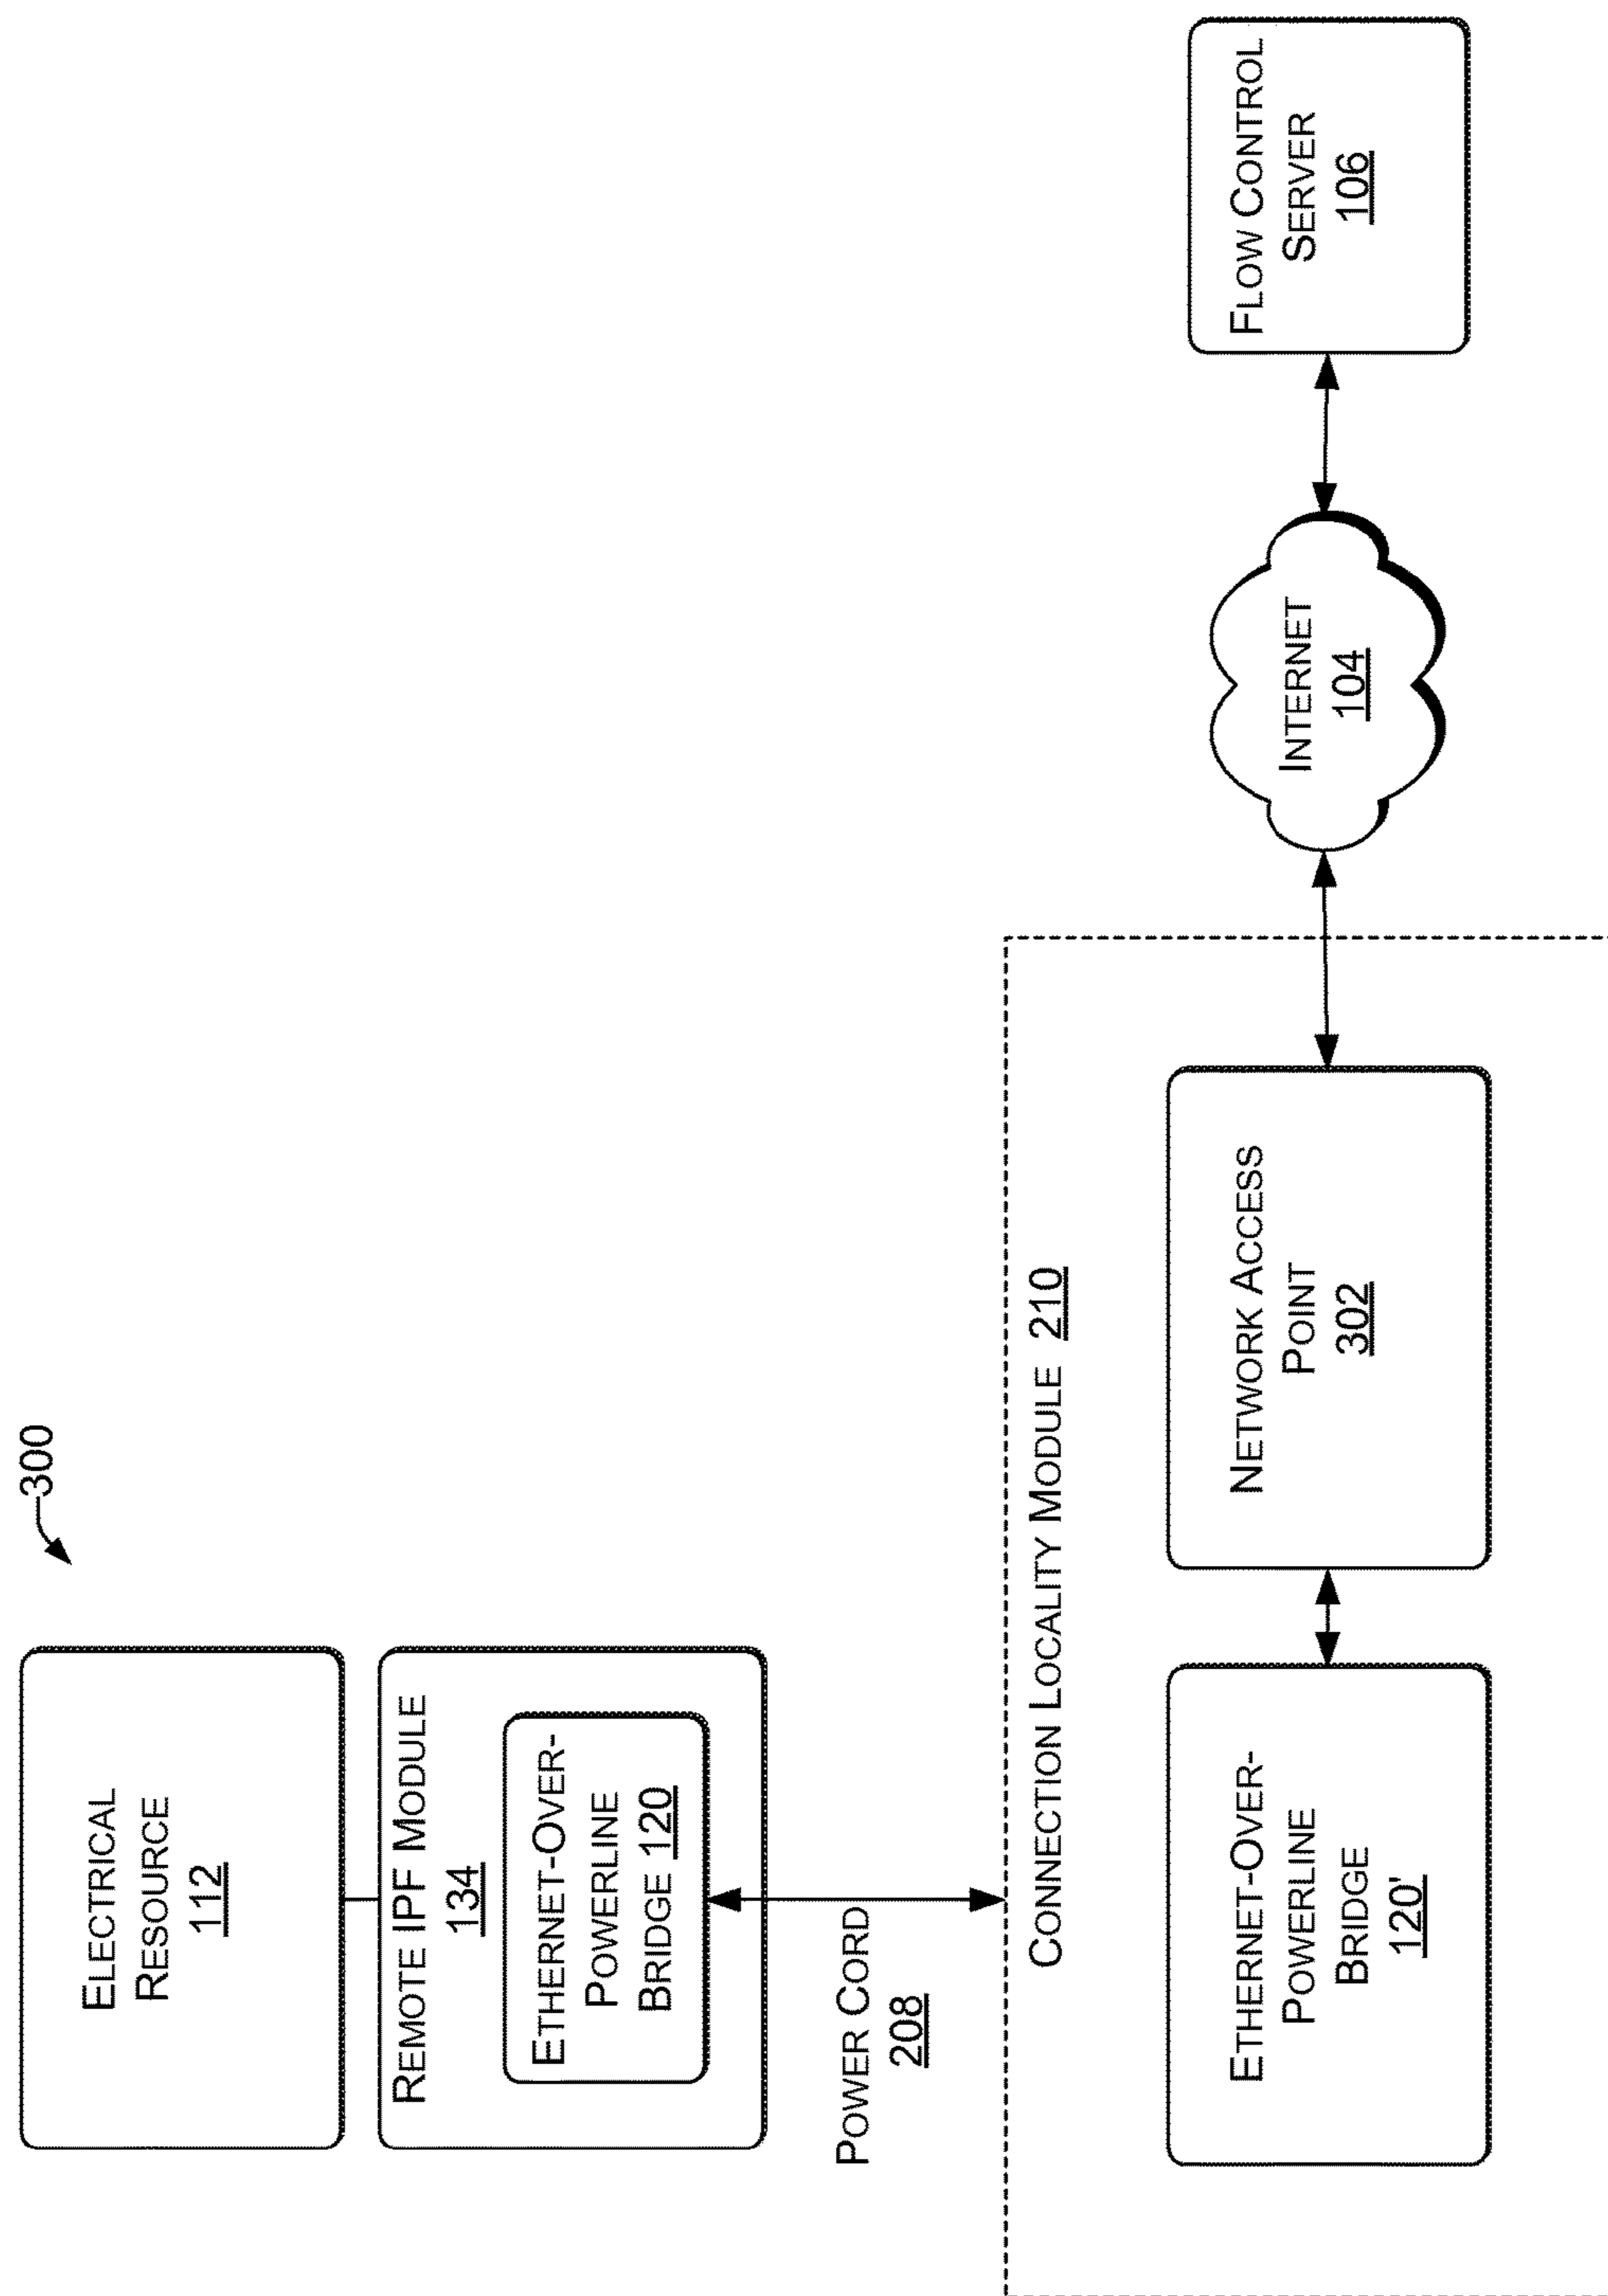 300
ELECTRICAL
RESOURCE
112
REMOTE IPF MODULE
134
ETHERNET-OVER-
POWERLINE
BRIDGE 120
POWER CORD
208
CONNECTION LOCALITY MODULE 210
ETHERNET-OVER-
POWERLINE
BRIDGE
120'
NETWORK ACCESS
POINT
302
INTERNET
104
FLOW CONTROL
SERVER
106